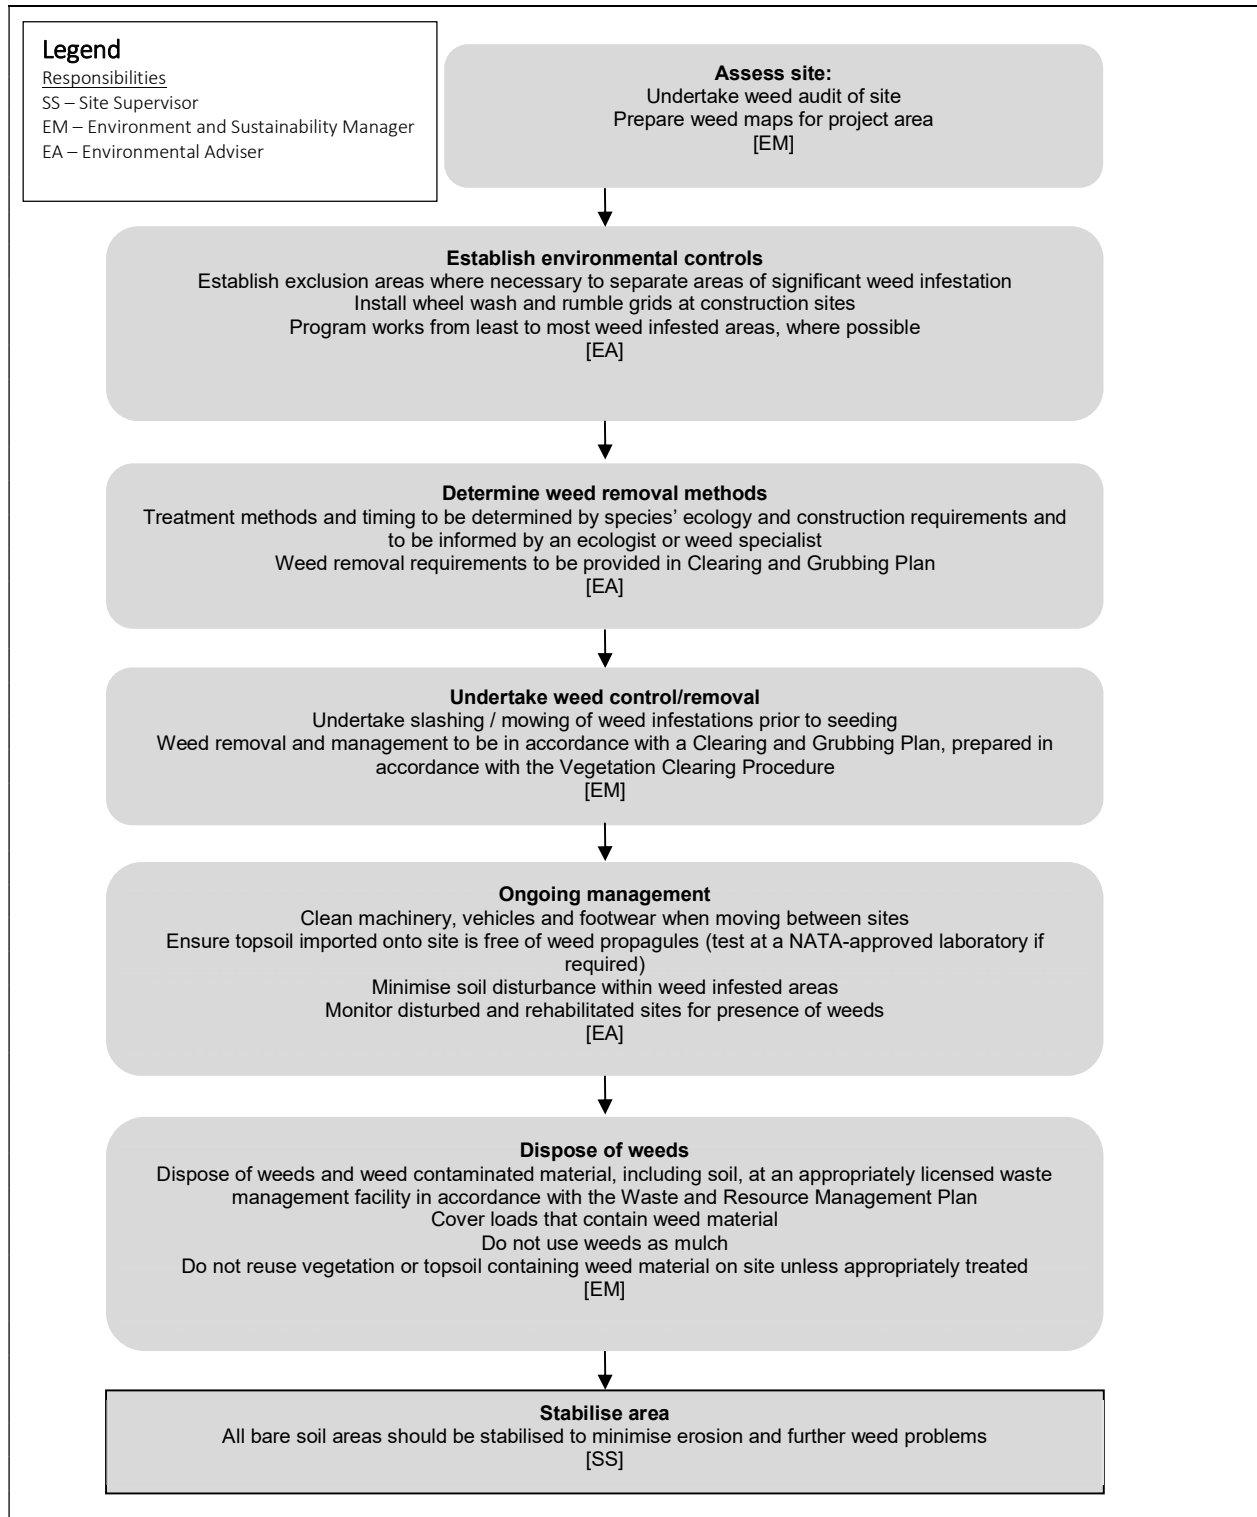 Legend
Responsibilities
SS – Site Supervisor
EM – Environment and Sustainability Manager
EA – Environmental Adviser
Assess site:
Undertake weed audit of site
Prepare weed maps for project area
[EM]
Establish environmental controls
Establish exclusion areas where necessary to separate areas of significant weed infestation
Install wheel wash and rumble grids at construction sites
Program works from least to most weed infested areas, where possible
[EA]
Determine weed removal methods
Treatment methods and timing to be determined by species’ ecology and construction requirements and
to be informed by an ecologist or weed specialist
Weed removal requirements to be provided in Clearing and Grubbing Plan
[EA]
Undertake weed control/removal
Undertake slashing / mowing of weed infestations prior to seeding
Weed removal and management to be in accordance with a Clearing and Grubbing Plan, prepared in
accordance with the Vegetation Clearing Procedure
[EM]
Ongoing management
Clean machinery, vehicles and footwear when moving between sites
Ensure topsoil imported onto site is free of weed propagules (test at a NATA-approved laboratory if
required)
Minimise soil disturbance within weed infested areas
Monitor disturbed and rehabilitated sites for presence of weeds
[EA]
Dispose of weeds
Dispose of weeds and weed contaminated material, including soil, at an appropriately licensed waste
management facility in accordance with the Waste and Resource Management Plan
Cover loads that contain weed material
Do not use weeds as mulch
Do not reuse vegetation or topsoil containing weed material on site unless appropriately treated
[EM]
Stabilise area
All bare soil areas should be stabilised to minimise erosion and further weed problems
[SS]